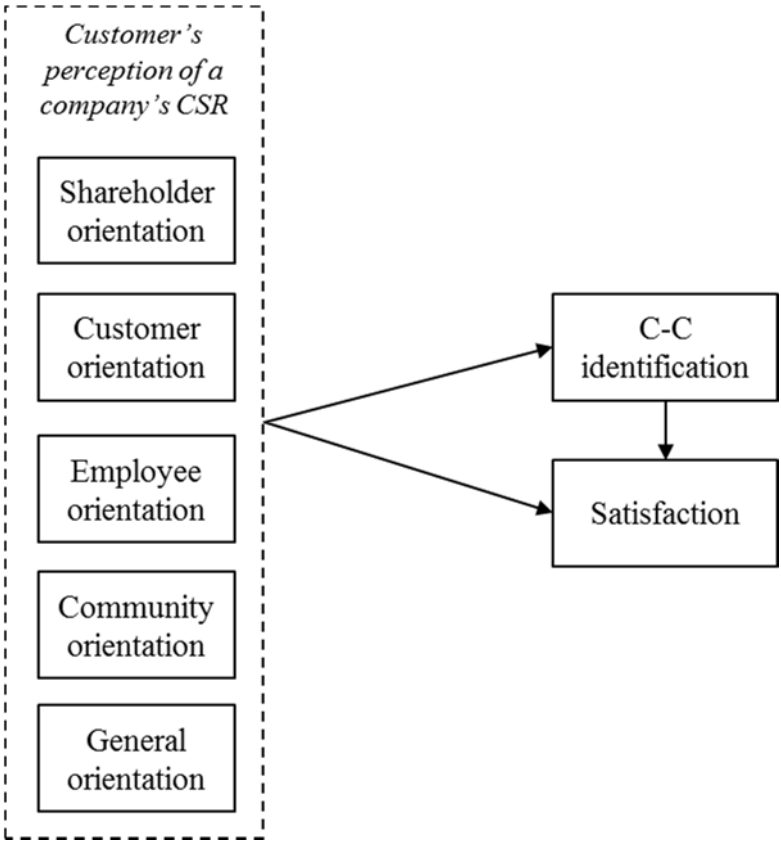 Customer’s
perception of a
company’s CSR
Shareholder
orientation
Customer
orientation
Employee
orientation
Community
orientation
General
orientation
C-C
identification
Satisfaction